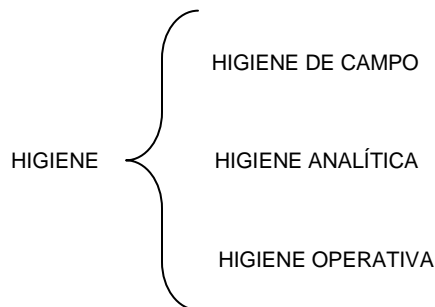 HIGIENE DE CAMPO
HIGIENE
HIGIENE ANALÍTICA
HIGIENE OPERATIVA